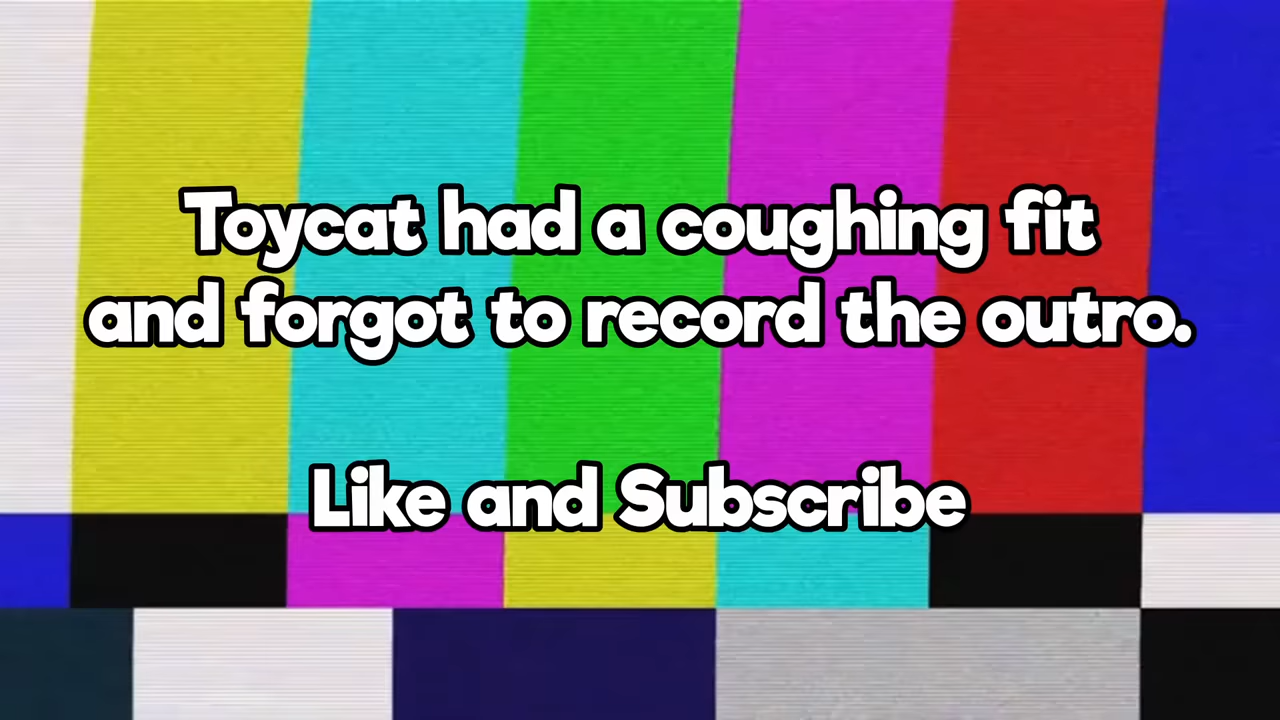 Toycat had a coughing fit
and forgot to record the outro.
Like and Subscribe